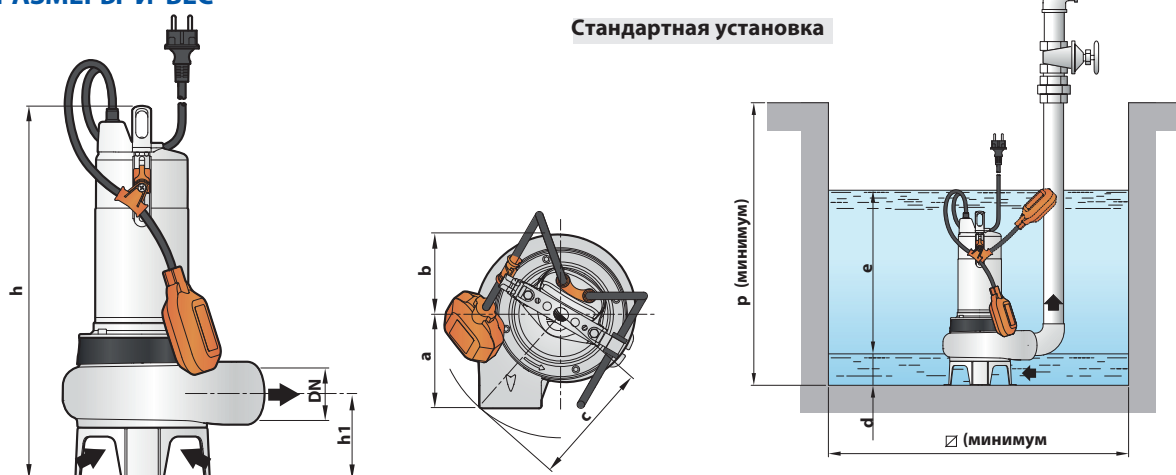 РАЗМЕРЫ И ВЕС
Стандартная установка
h
DN
h1
b
a
c
p (минимум)
e
d
⌀ (минимум